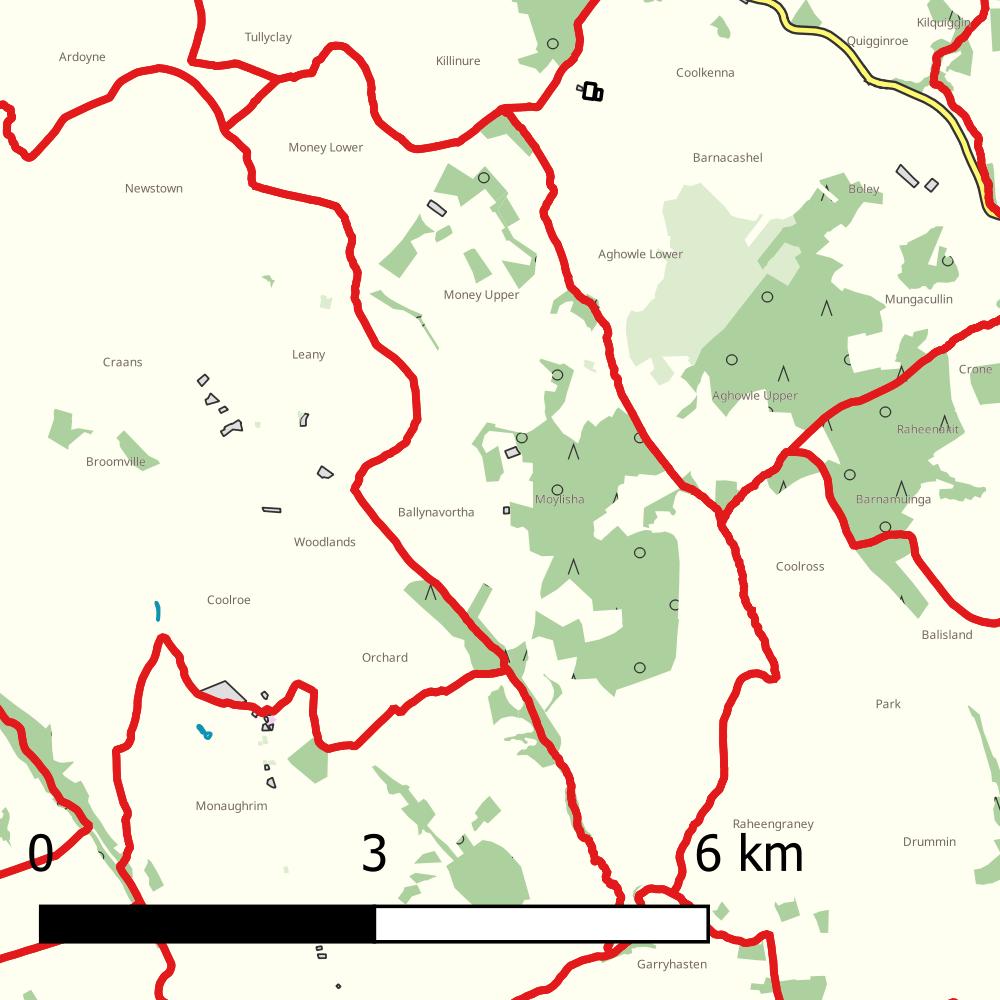 Kilquiggin
Tullyclay
Quigginroe
Ardoyne
Killinure
Coolkenna
Money Lower
Barnacashel
Newstown
Boley
Aghowle Lower
Money Upper
Mungacullin
Leany
Craans
Crone
Aghowle Upper
Raheenakit
Broomville
Moylisha
Barnamuinga
Ballynavortha
Woodlands
Coolross
Coolroe
Balisland
Orchard
Park
Monaughrim
Raheengraney
Drummin
0 3 6 km
Garryhasten